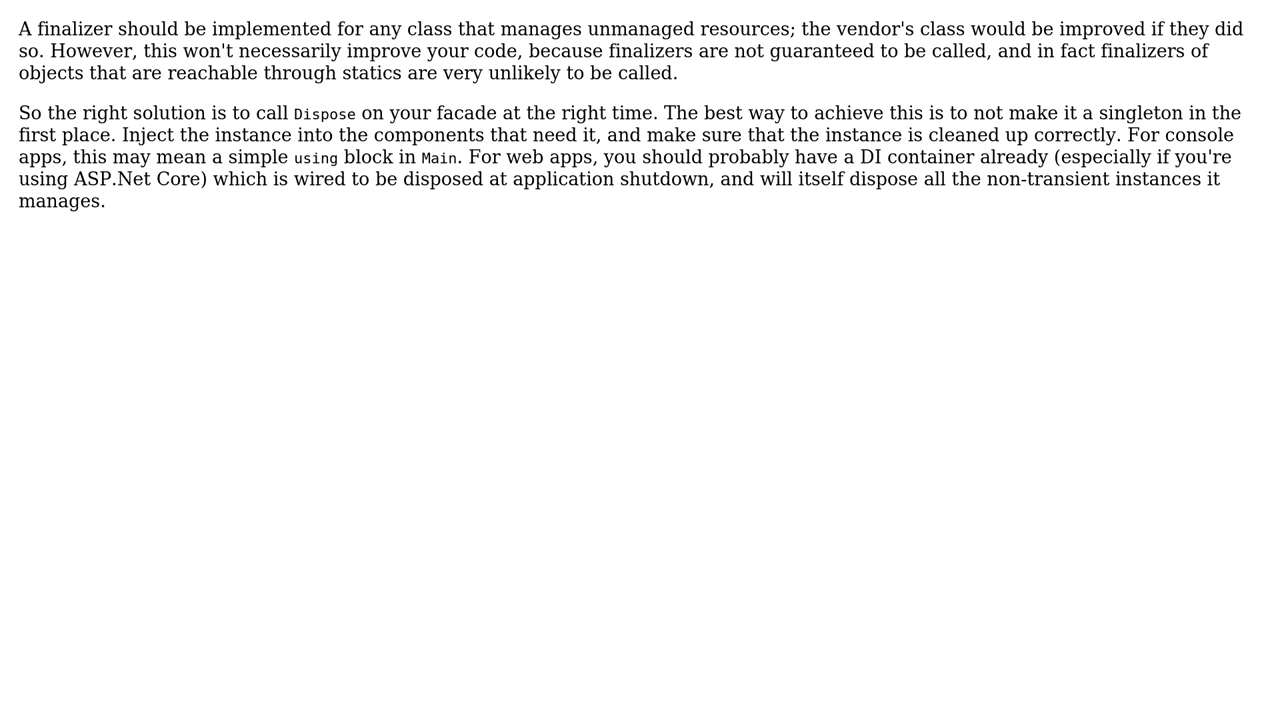 A finalizer should be implemented for any class that manages unmanaged resources; the vendor's class would be improved if they did
so. However, this won't necessarily improve your code, because finalizers are not guaranteed to be called, and in fact finalizers of
objects that are reachable through statics are very unlikely to be called.
So the right solution is to call Dispose on your facade at the right time. The best way to achieve this is to not make it a singleton in the
first place. Inject the instance into the components that need it, and make sure that the instance is cleaned up correctly. For console
apps, this may mean a simple using block in Main. For web apps, you should probably have a DI container already (especially if you're
using ASP.Net Core) which is wired to be disposed at application shutdown, and will itself dispose all the non-transient instances it
manages.